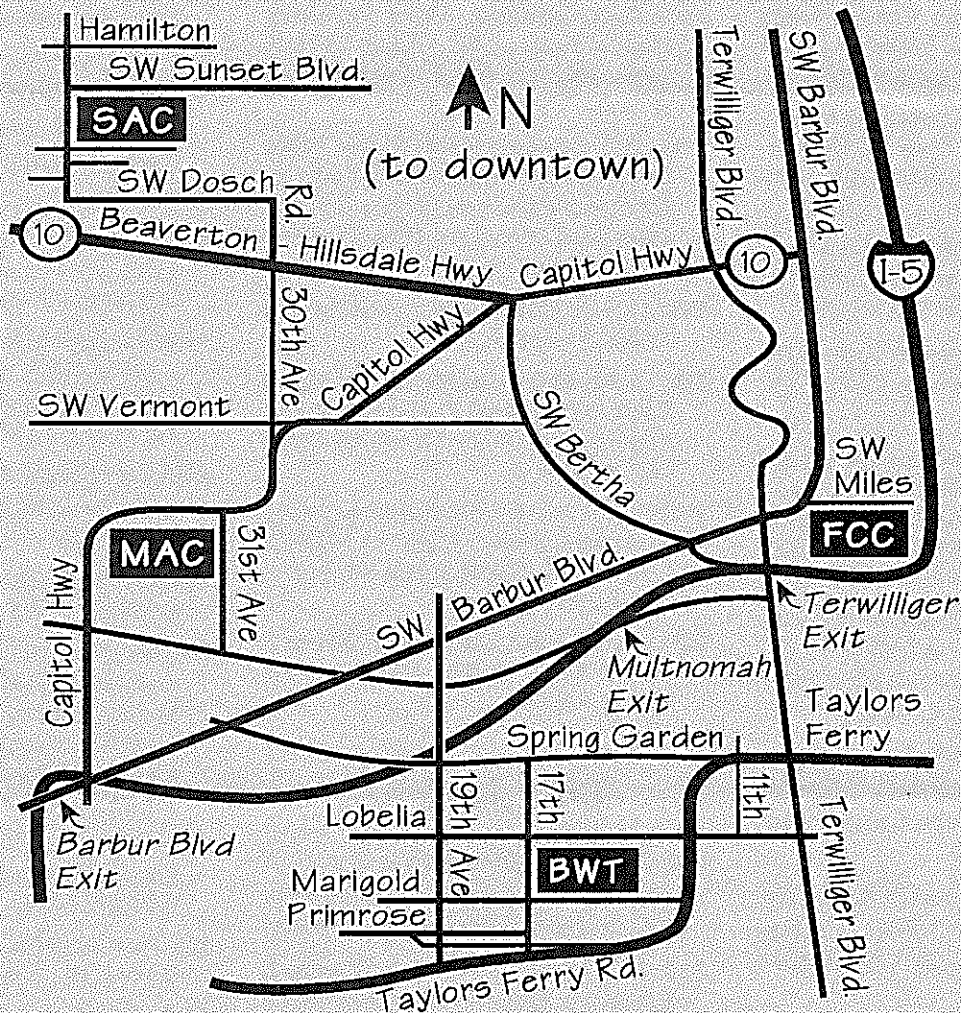 Hamilton
SW Sunset Blvd.
SAC
SW Dosch Rd.
N
(to downtown)
Terwilliger Blvd.
SW Barbur Blvd.
I-5
10
Beaverton - Hillsdale Hwy
Capitol Hwy
10
30th Ave
Capitol Hwy
SW Vermont
SW Bertha
SW
Miles
FCC
MAC
31st Ave
Capitol Hwy
SW Barbur Blvd.
Terwilliger
Exit
Multnomah
Exit
Taylors
Ferry
Spring Garden
Barbur Blvd
Exit
Lobelia
19th Ave
17th
11th
Terwilliger Blvd.
BWT
Marigold
Primrose
Taylors Ferry Rd.